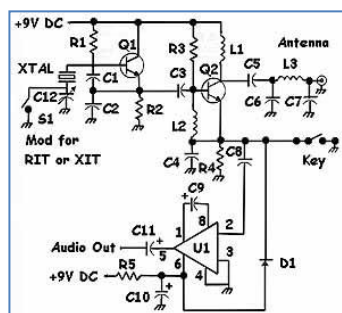 +9V DC
R1
Q1
R3
L1
Antenna
XTAL
C1
C3
Q2
C5
L3
C12
C2
R2
C6
C7
S1
L2
Mod for
RIT or XIT
C4
R4
C8
Key
C9
8
1
2
Audio Out
C11
5
U1
3
6
4
+9V DC
R5
C10
D1